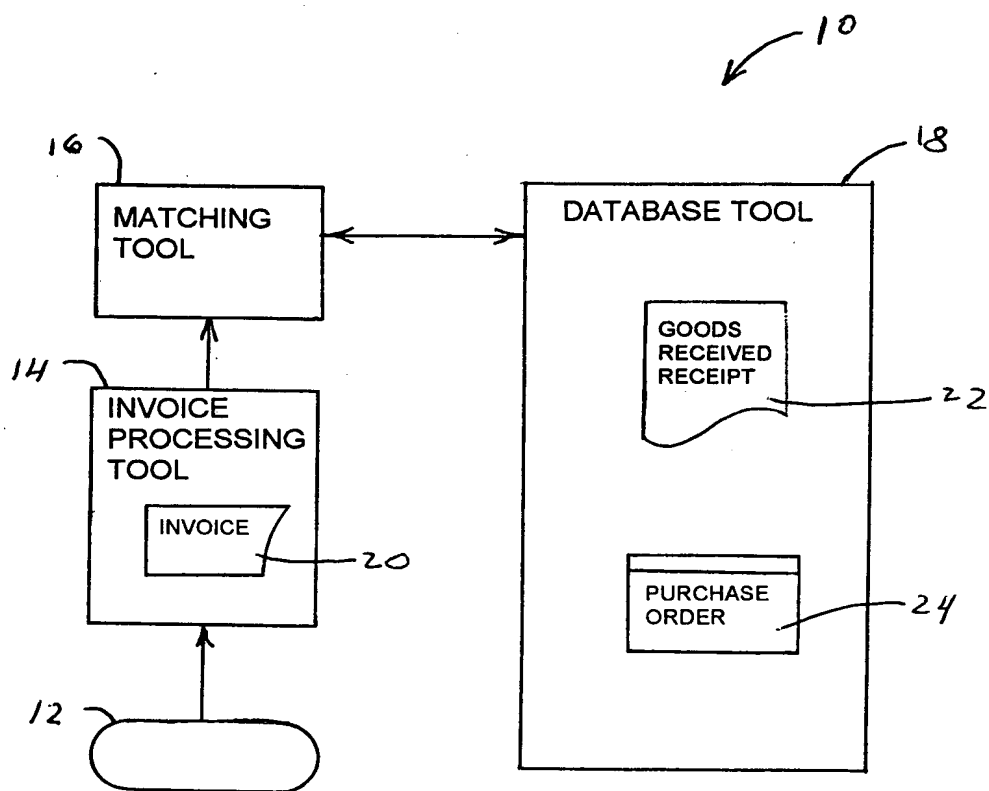 10
16
18
MATCHING
TOOL
DATABASE TOOL
GOODS
RECEIVED
RECEIPT
22
14
INVOICE
PROCESSING
TOOL
INVOICE
20
PURCHASE
ORDER
24
12